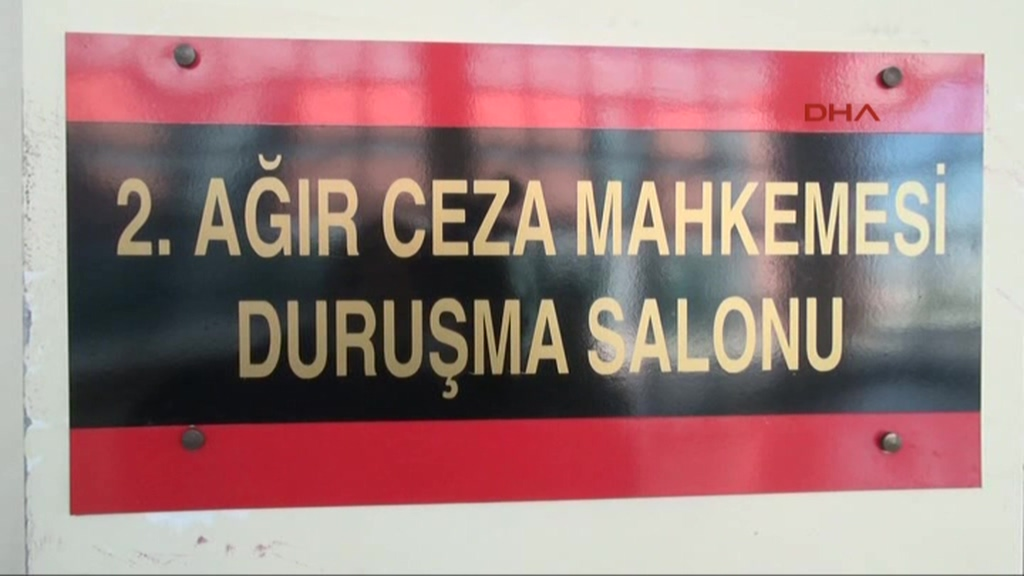 DHA
2. AĞIR CEZA MAHKEMESİ
DURUŞMA SALONU